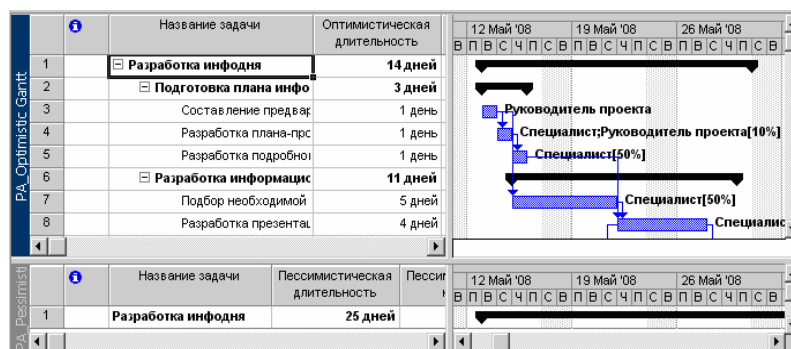 Название задачи Оптимистическая длительность 12 Май '08 19 Май '08 26 Май '08
В П В С Ч П С В П В С Ч П С В П В С Ч П С В
PA_Optimistic Gantt
1 Разработка инфодня 14 дней
2 Подготовка плана инфо 3 дней
3 Составление предвар 1 день Руководитель проекта
4 Разработка плана-прс 1 день Специалист;Руководитель проекта[10%]
5 Разработка подробнои 1 день Специалист[50%]
6 Разработка информацис 11 дней
7 Подбор необходимой 5 дней Специалист[50%]
8 Разработка презентац 4 дней Специалис
Название задачи Пессимистическая длительность Пессим 12 Май '08 19 Май '08 26 Май '08
В П В С Ч П С В П В С Ч П С В П В С Ч П С В
PA_Pessimisti
1 Разработка инфодня 25 дней